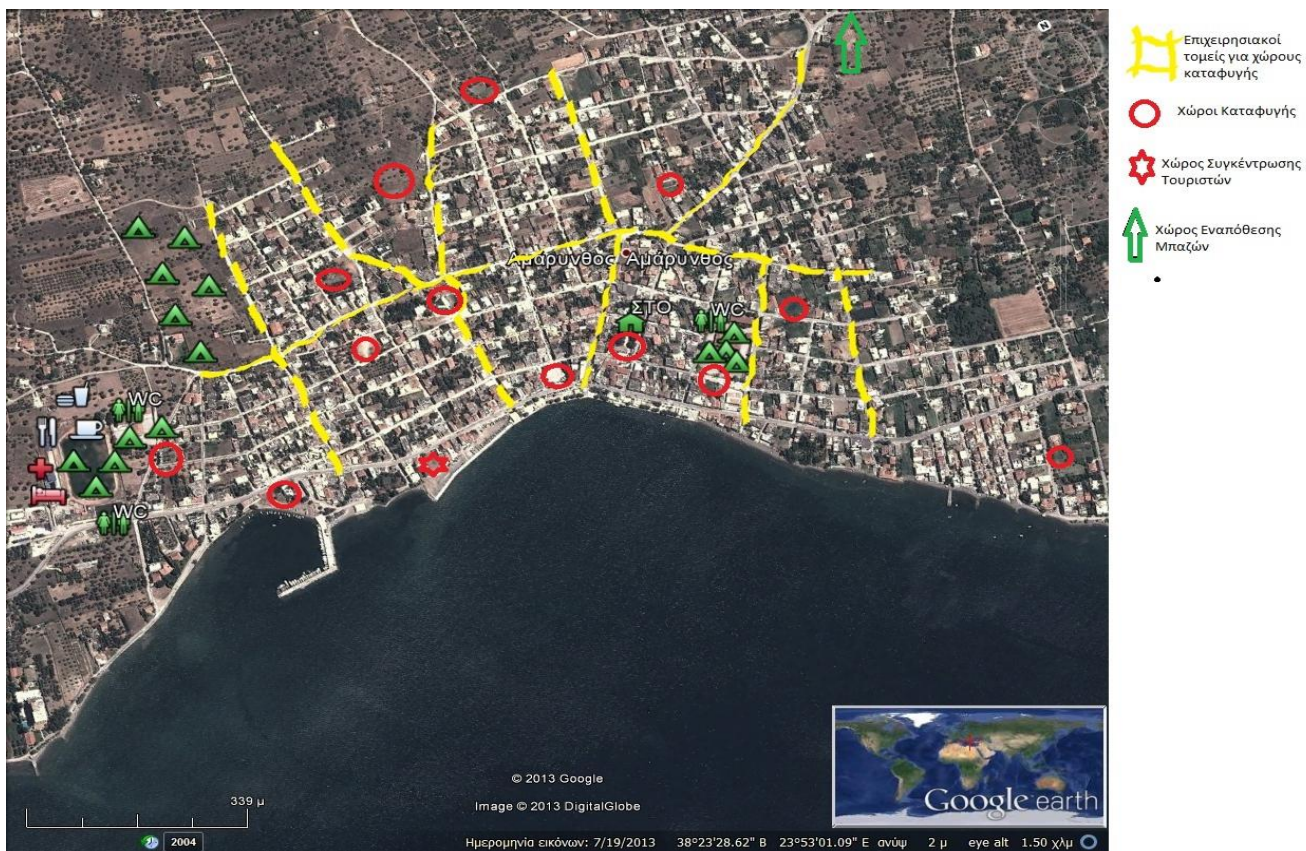 Επιχειρησιακοί
τομείς για χώρους
καταφυγής
Χώροι Καταφυγής
Χώρος Συγκέντρωσης
Τουριστών
Χώρος Εναπόθεσης
Μπαζών
Αμάρυνθος Αμάρυνθος
ΣΤΟ
WC
WC
WC
© 2013 Google
Image © 2013 DigitalGlobe
Google earth
339 μ
2004
Ημερομηνία εικόνων: 7/19/2013 38°23'28.62" Β 23°53'01.09" Ε ανύψ 2 μ eye alt 1.50 χλμ